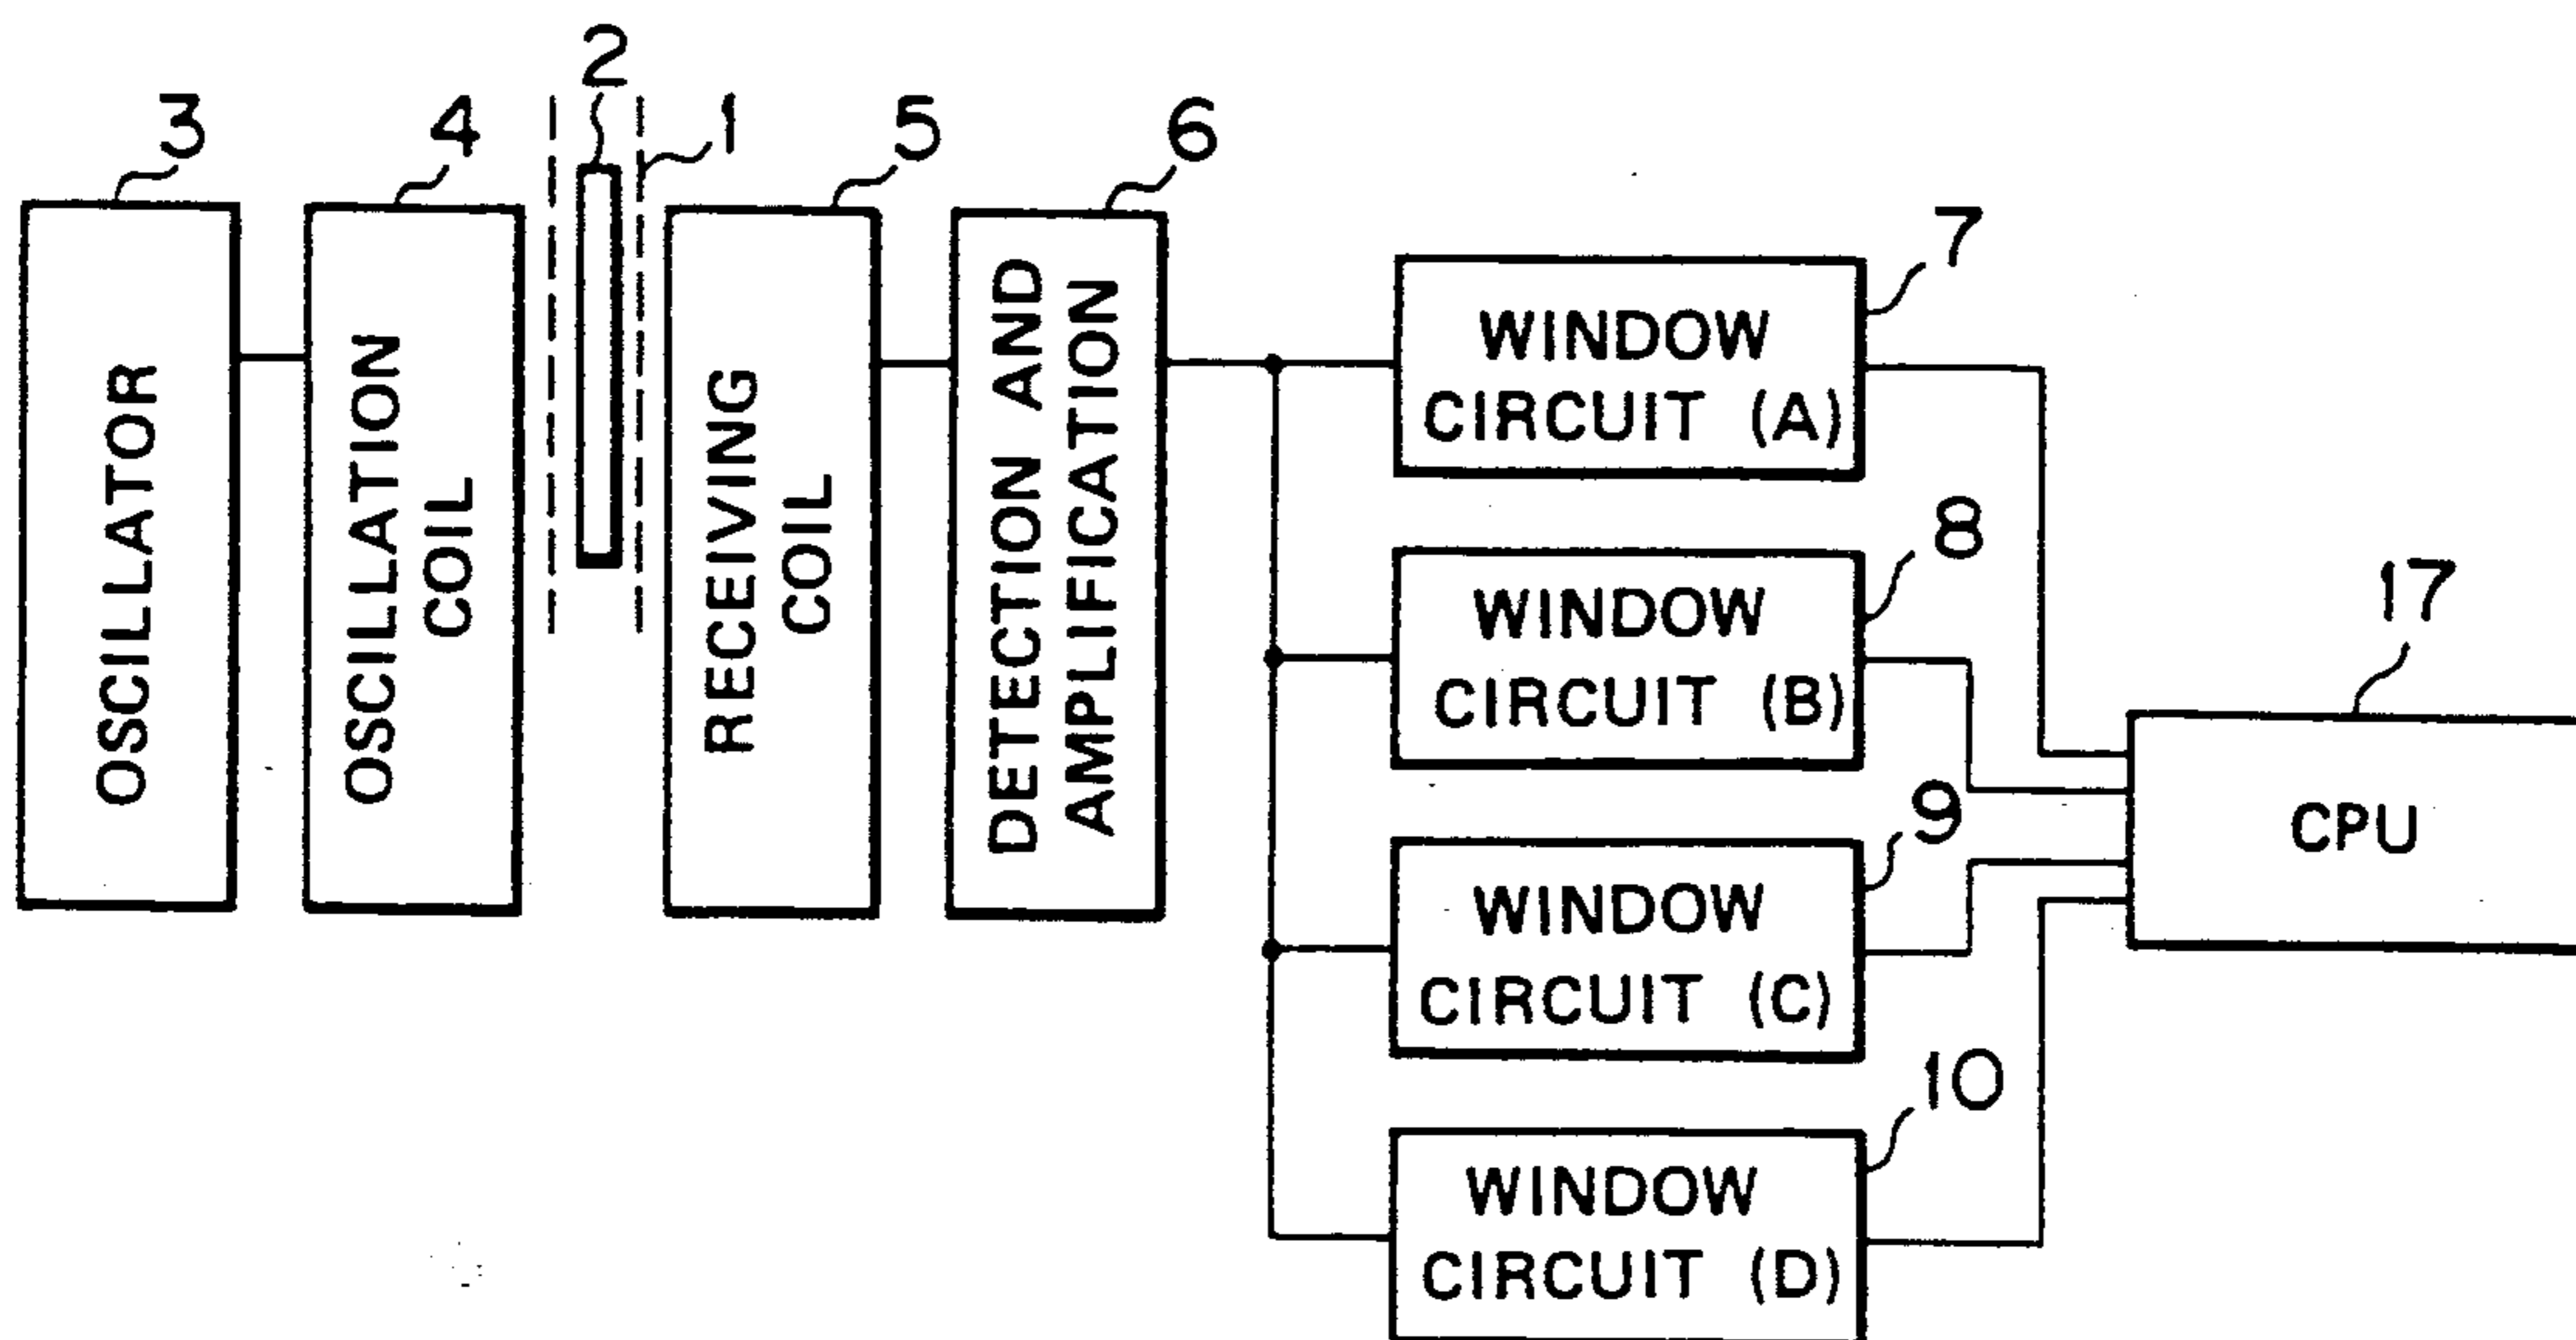 2
3
4
1
5
6
OSCILLATOR
OSCILLATION
COIL
RECEIVING
COIL
DETECTION AND
AMPLIFICATION
7
WINDOW
CIRCUIT (A)
8
WINDOW
CIRCUIT (B)
9
WINDOW
CIRCUIT (C)
10
WINDOW
CIRCUIT (D)
17
CPU